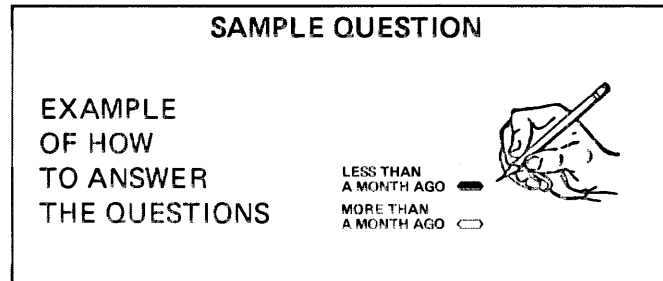 SAMPLE QUESTION
EXAMPLE
OF HOW
TO ANSWER
THE QUESTIONS
LESS THAN
A MONTH AGO
MORE THAN
A MONTH AGO